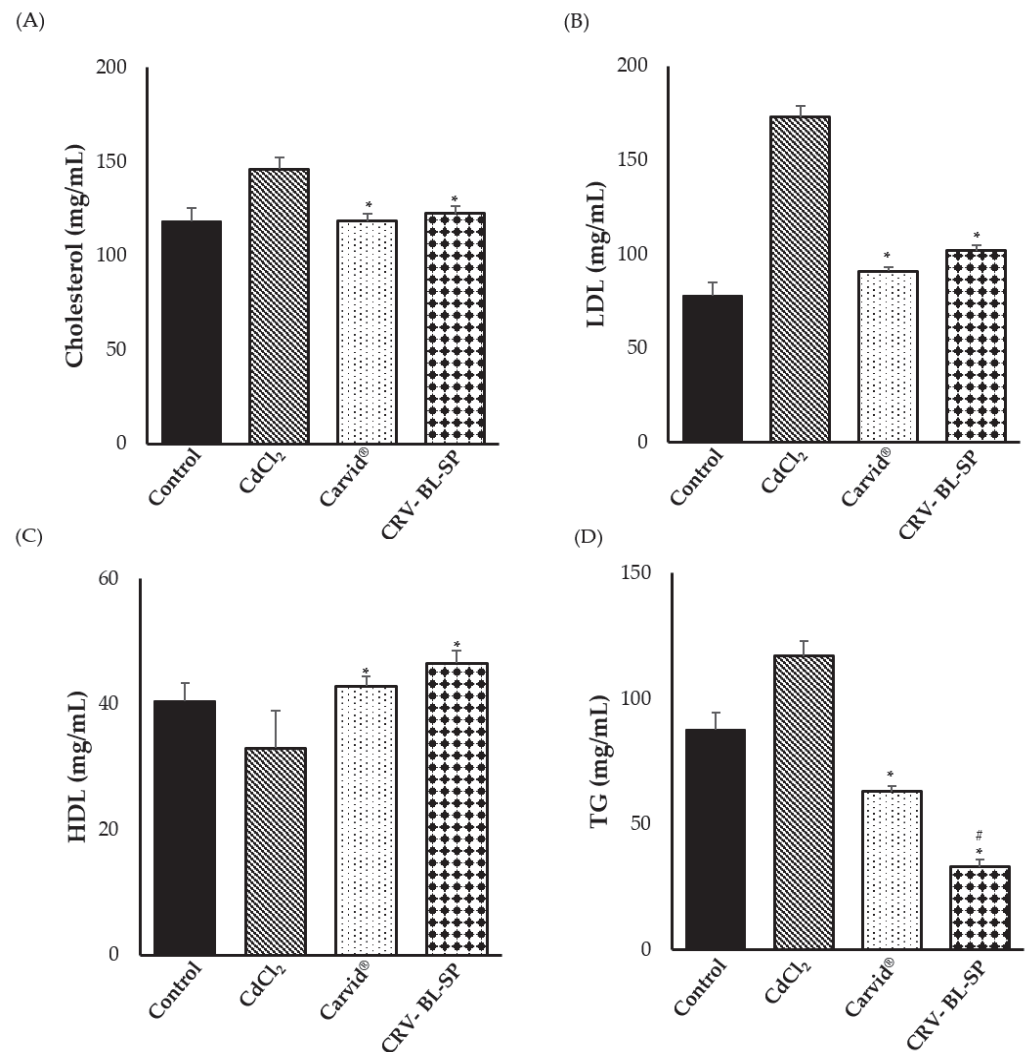 (A)
Cholesterol (mg/mL)
200
150
100
50
0
*
*
Control
CdCl₂
Carvid®
CRV- BL-SP
(B)
LDL (mg/mL)
200
150
100
50
0
*
*
Control
CdCl₂
Carvid®
CRV- BL-SP
(C)
HDL (mg/mL)
60
40
20
0
*
*
Control
CdCl₂
Carvid®
CRV- BL-SP
(D)
TG (mg/mL)
150
100
50
0
*
#
*
Control
CdCl₂
Carvid®
CRV- BL-SP